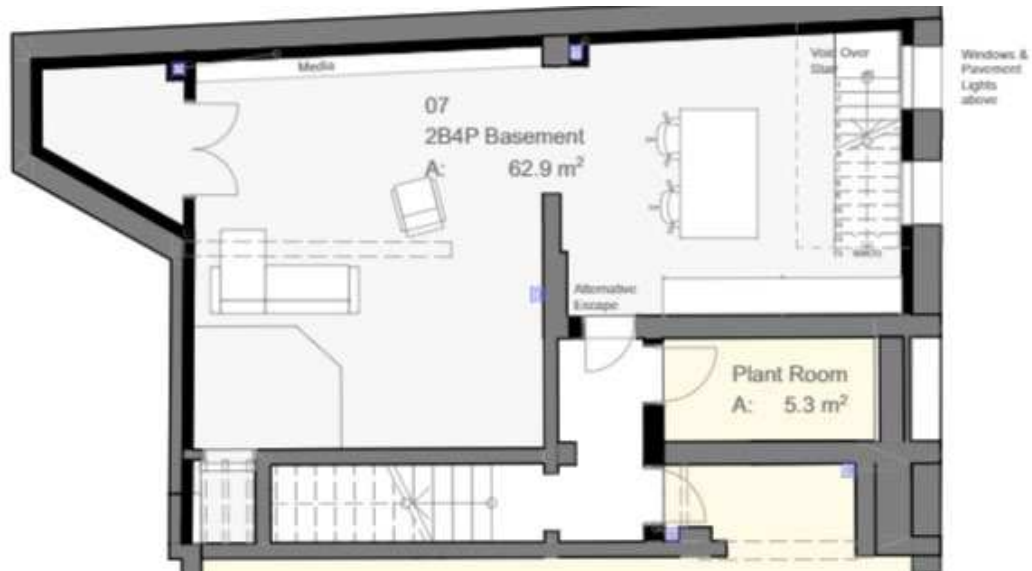 Media
Void Over
Stair
Windows &
Pavement
Lights
above
07
2B4P Basement
A: 62.9 m²
Alternative
Escape
Plant Room
A: 5.3 m²